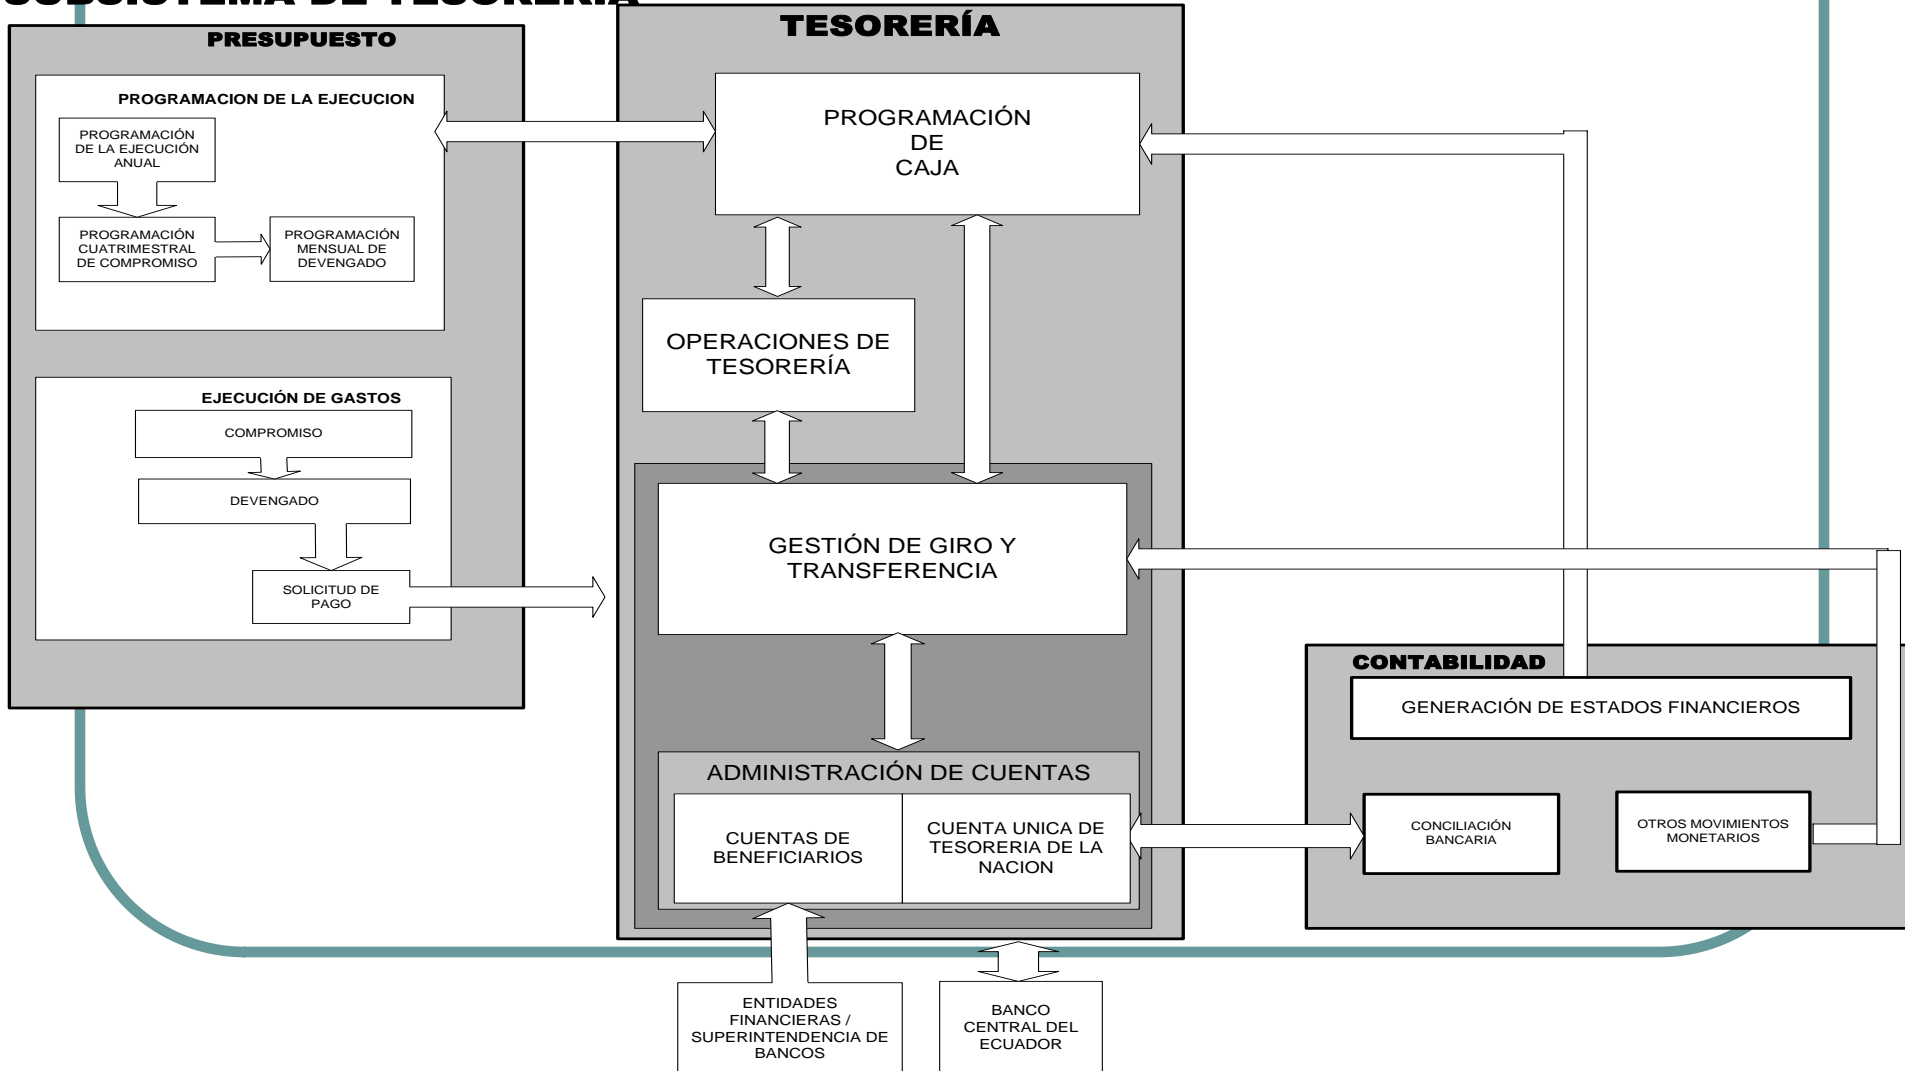 SUBSISTEMA DE TESORERÍA
PRESUPUESTO
PROGRAMACION DE LA EJECUCION
PROGRAMACIÓN
DE LA EJECUCIÓN
ANUAL
PROGRAMACIÓN
CUATRIMESTRAL
DE COMPROMISO
PROGRAMACIÓN
MENSUAL DE
DEVENGADO
EJECUCIÓN DE GASTOS
COMPROMISO
DEVENGADO
SOLICITUD DE
PAGO
TESORERÍA
PROGRAMACIÓN
DE
CAJA
OPERACIONES DE
TESORERÍA
GESTIÓN DE GIRO Y
TRANSFERENCIA
ADMINISTRACIÓN DE CUENTAS
CUENTAS DE
BENEFICIARIOS
CUENTA UNICA DE
TESORERIA DE LA
NACION
CONTABILIDAD
GENERACIÓN DE ESTADOS FINANCIEROS
CONCILIACIÓN
BANCARIA
OTROS MOVIMIENTOS
MONETARIOS
ENTIDADES
FINANCIERAS /
SUPERINTENDENCIA DE
BANCOS
BANCO
CENTRAL DEL
ECUADOR